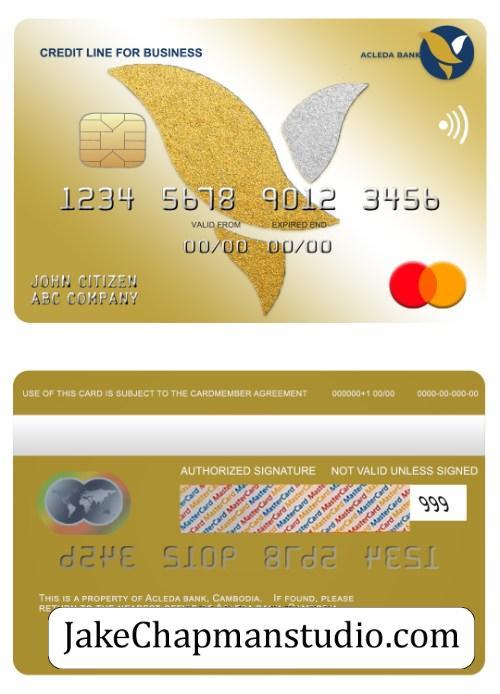 CREDIT LINE FOR BUSINESS
ACLEDA BANK
1234 5678 9012 3456
VALID FROM EXPIRED END
00/00 00/00
JOHN CITIZEN
ABC COMPANY
USE OF THIS CARD IS SUBJECT TO THE CARDMEMBER AGREEMENT 000000+1 00/00 0000-00-000-00
AUTHORIZED SIGNATURE NOT VALID UNLESS SIGNED
MasterCard MasterCard MasterCard MasterCard
999
1234 5678 9012 3456
THIS IS A PROPERTY OF ACLEDA BANK, CAMBODIA. IF FOUND, PLEASE
RETURN TO THE NEAREST OFFICE OF ACLEDA BANK, CAMBODIA
JakeChapmanstudio.com